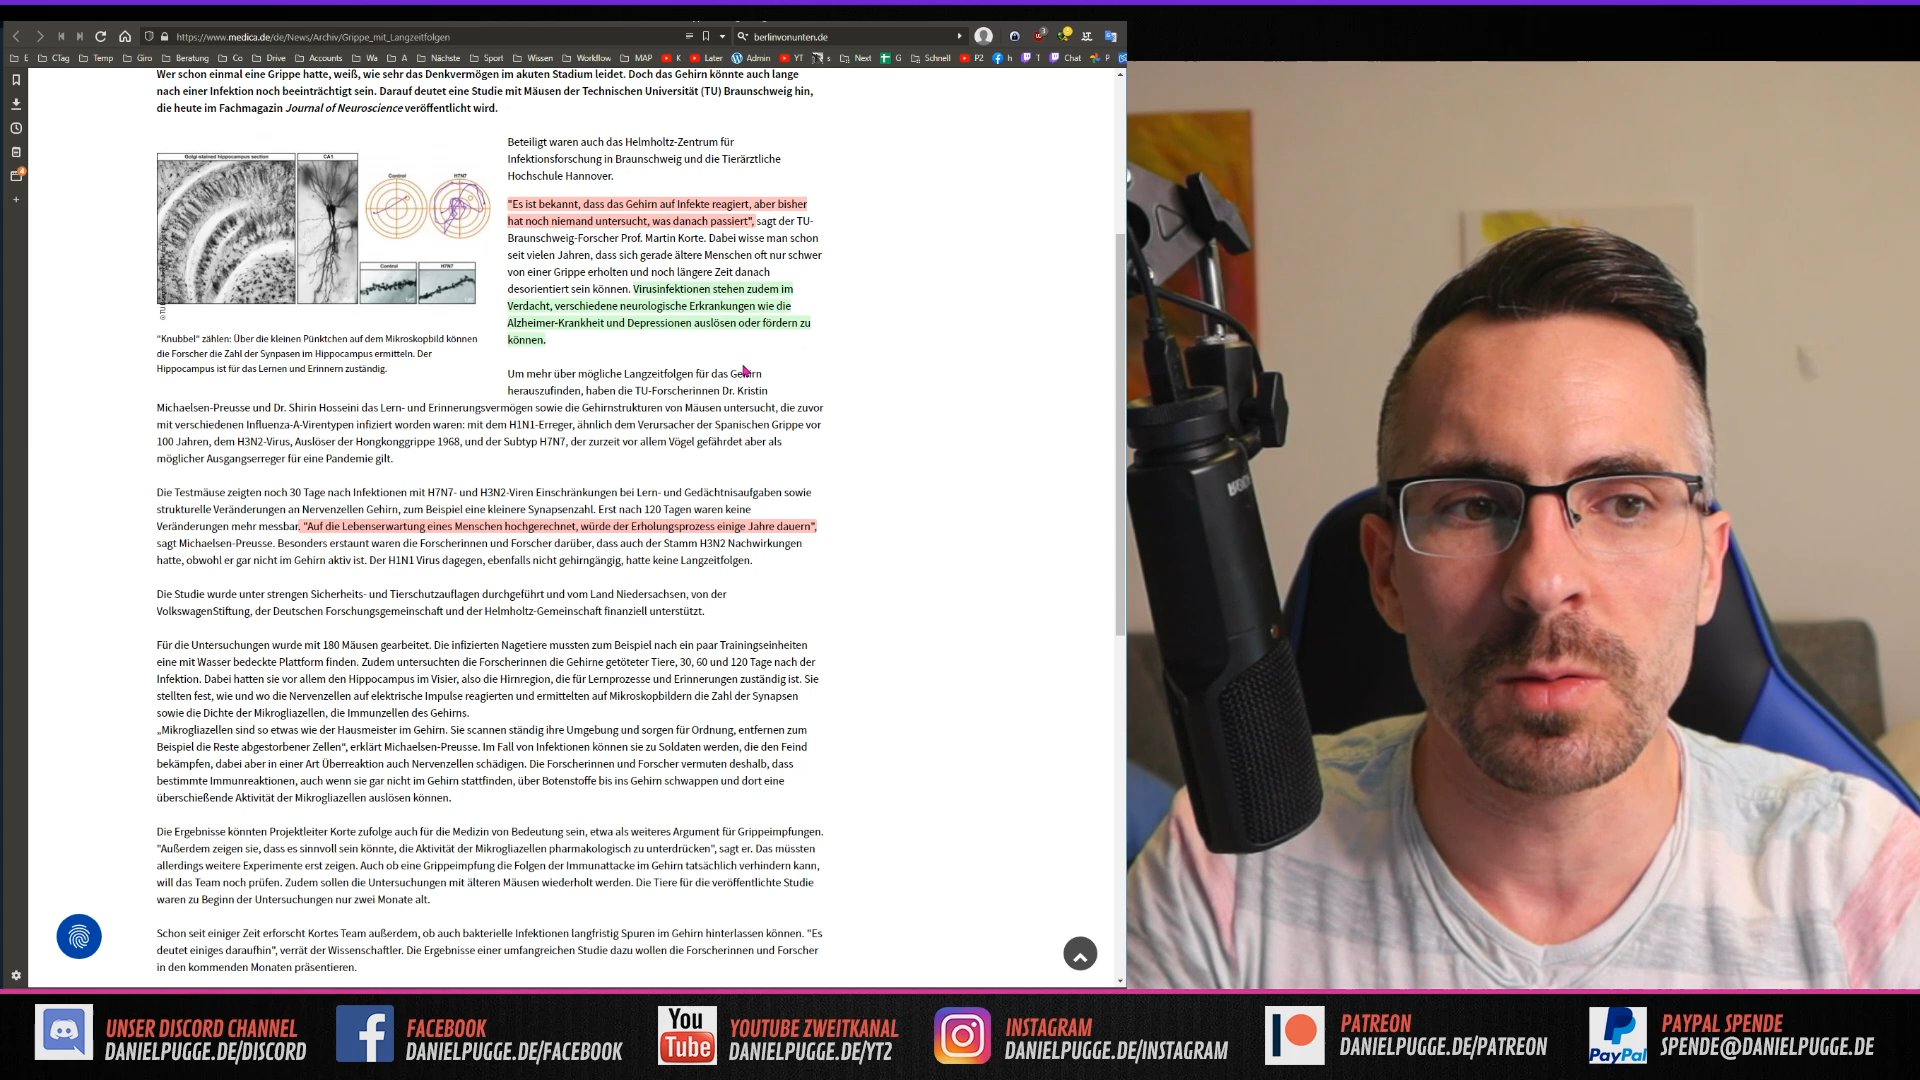 https://www.medica.de/de/News/Archiv/Grippe_mit_Langzeitfolgen
berlinvonunten.de
E CTag Temp Giro Beratung Co Drive Accounts Wa A Nächste Sport Wissen Workflow MAP K Later Admin YT s Next G Schnell P2 h T Chat P
Wer schon einmal eine Grippe hatte, weiß, wie sehr das Denkvermögen im akuten Stadium leidet. Doch das Gehirn könnte auch lange
nach einer Infektion noch beeinträchtigt sein. Darauf deutet eine Studie mit Mäusen der Technischen Universität (TU) Braunschweig hin,
die heute im Fachmagazin Journal of Neuroscience veröffentlicht wird.
Golgi-stained hippocampus section
CA1
Control
H7N7
Control
H7N7
"Knubbel" zählen: Über die kleinen Pünktchen auf dem Mikroskopbild können
die Forscher die Zahl der Synpasen im Hippocampus ermitteln. Der
Hippocampus ist für das Lernen und Erinnern zuständig.
Beteiligt waren auch das Helmholtz-Zentrum für
Infektionsforschung in Braunschweig und die Tierärztliche
Hochschule Hannover.
"Es ist bekannt, dass das Gehirn auf Infekte reagiert, aber bisher
hat noch niemand untersucht, was danach passiert", sagt der TU-
Braunschweig-Forscher Prof. Martin Korte. Dabei wisse man schon
seit vielen Jahren, dass sich gerade ältere Menschen oft nur schwer
von einer Grippe erholten und noch längere Zeit danach
desorientiert sein können. Virusinfektionen stehen zudem im
Verdacht, verschiedene neurologische Erkrankungen wie die
Alzheimer-Krankheit und Depressionen auslösen oder fördern zu
können.
Um mehr über mögliche Langzeitfolgen für das Gehirn
herauszufinden, haben die TU-Forscherinnen Dr. Kristin
Michaelsen-Preusse und Dr. Shirin Hosseini das Lern- und Erinnerungsvermögen sowie die Gehirnstrukturen von Mäusen untersucht, die zuvor
mit verschiedenen Influenza-A-Virentypen infiziert worden waren: mit dem H1N1-Erreger, ähnlich dem Verursacher der Spanischen Grippe vor
100 Jahren, dem H3N2-Virus, Auslöser der Hongkonggrippe 1968, und der Subtyp H7N7, der zurzeit vor allem Vögel gefährdet aber als
möglicher Ausgangserreger für eine Pandemie gilt.
Die Testmäuse zeigten noch 30 Tage nach Infektionen mit H7N7- und H3N2-Viren Einschränkungen bei Lern- und Gedächtnisaufgaben sowie
strukturelle Veränderungen an Nervenzellen Gehirn, zum Beispiel eine kleinere Synapsenzahl. Erst nach 120 Tagen waren keine
Veränderungen mehr messbar. "Auf die Lebenserwartung eines Menschen hochgerechnet, würde der Erholungsprozess einige Jahre dauern",
sagt Michaelsen-Preusse. Besonders erstaunt waren die Forscherinnen und Forscher darüber, dass auch der Stamm H3N2 Nachwirkungen
hatte, obwohl er gar nicht im Gehirn aktiv ist. Der H1N1 Virus dagegen, ebenfalls nicht gehirngängig, hatte keine Langzeitfolgen.
Die Studie wurde unter strengen Sicherheits- und Tierschutzauflagen durchgeführt und vom Land Niedersachsen, von der
VolkswagenStiftung, der Deutschen Forschungsgemeinschaft und der Helmholtz-Gemeinschaft finanziell unterstützt.
Für die Untersuchungen wurde mit 180 Mäusen gearbeitet. Die infizierten Nagetiere mussten zum Beispiel nach ein paar Trainingseinheiten
eine mit Wasser bedeckte Plattform finden. Zudem untersuchten die Forscherinnen die Gehirne getöteter Tiere, 30, 60 und 120 Tage nach der
Infektion. Dabei hatten sie vor allem den Hippocampus im Visier, also die Hirnregion, die für Lernprozesse und Erinnerungen zuständig ist. Sie
stellten fest, wie und wo die Nervenzellen auf elektrische Impulse reagierten und ermittelten auf Mikroskopbildern die Zahl der Synapsen
sowie die Dichte der Mikrogliazellen, die Immunzellen des Gehirns.
„Mikrogliazellen sind so etwas wie der Hausmeister im Gehirn. Sie scannen ständig ihre Umgebung und sorgen für Ordnung, entfernen zum
Beispiel die Reste abgestorbener Zellen“, erklärt Michaelsen-Preusse. Im Fall von Infektionen können sie zu Soldaten werden, die den Feind
bekämpfen, dabei aber in einer Art Überreaktion auch Nervenzellen schädigen. Die Forscherinnen und Forscher vermuten deshalb, dass
bestimmte Immunreaktionen, auch wenn sie gar nicht im Gehirn stattfinden, über Botenstoffe bis ins Gehirn schwappen und dort eine
überschießende Aktivität der Mikrogliazellen auslösen können.
Die Ergebnisse könnten Projektleiter Korte zufolge auch für die Medizin von Bedeutung sein, etwa als weiteres Argument für Grippeimpfungen.
"Außerdem zeigen sie, dass es sinnvoll sein könnte, die Aktivität der Mikrogliazellen pharmakologisch zu unterdrücken", sagt er. Das müssten
allerdings weitere Experimente erst zeigen. Auch ob eine Grippeimpfung die Folgen der Immunattacke im Gehirn tatsächlich verhindern kann,
will das Team noch prüfen. Zudem sollen die Untersuchungen mit älteren Mäusen wiederholt werden. Die Tiere für die veröffentlichte Studie
waren zu Beginn der Untersuchungen nur zwei Monate alt.
Schon seit einiger Zeit erforscht Kortes Team außerdem, ob auch bakterielle Infektionen langfristig Spuren im Gehirn hinterlassen können. "Es
deutet einiges daraufhin", verrät der Wissenschaftler. Die Ergebnisse einer umfangreichen Studie dazu wollen die Forscherinnen und Forscher
in den kommenden Monaten präsentieren.
UNSER DISCORD CHANNEL
DANIELPUGGE.DE/DISCORD
FACEBOOK
DANIELPUGGE.DE/FACEBOOK
You
Tube
YOUTUBE ZWEITKANAL
DANIELPUGGE.DE/YT2
INSTAGRAM
DANIELPUGGE.DE/INSTAGRAM
PATREON
DANIELPUGGE.DE/PATREON
PayPal
PAYPAL SPENDE
SPENDE@DANIELPUGGE.DE